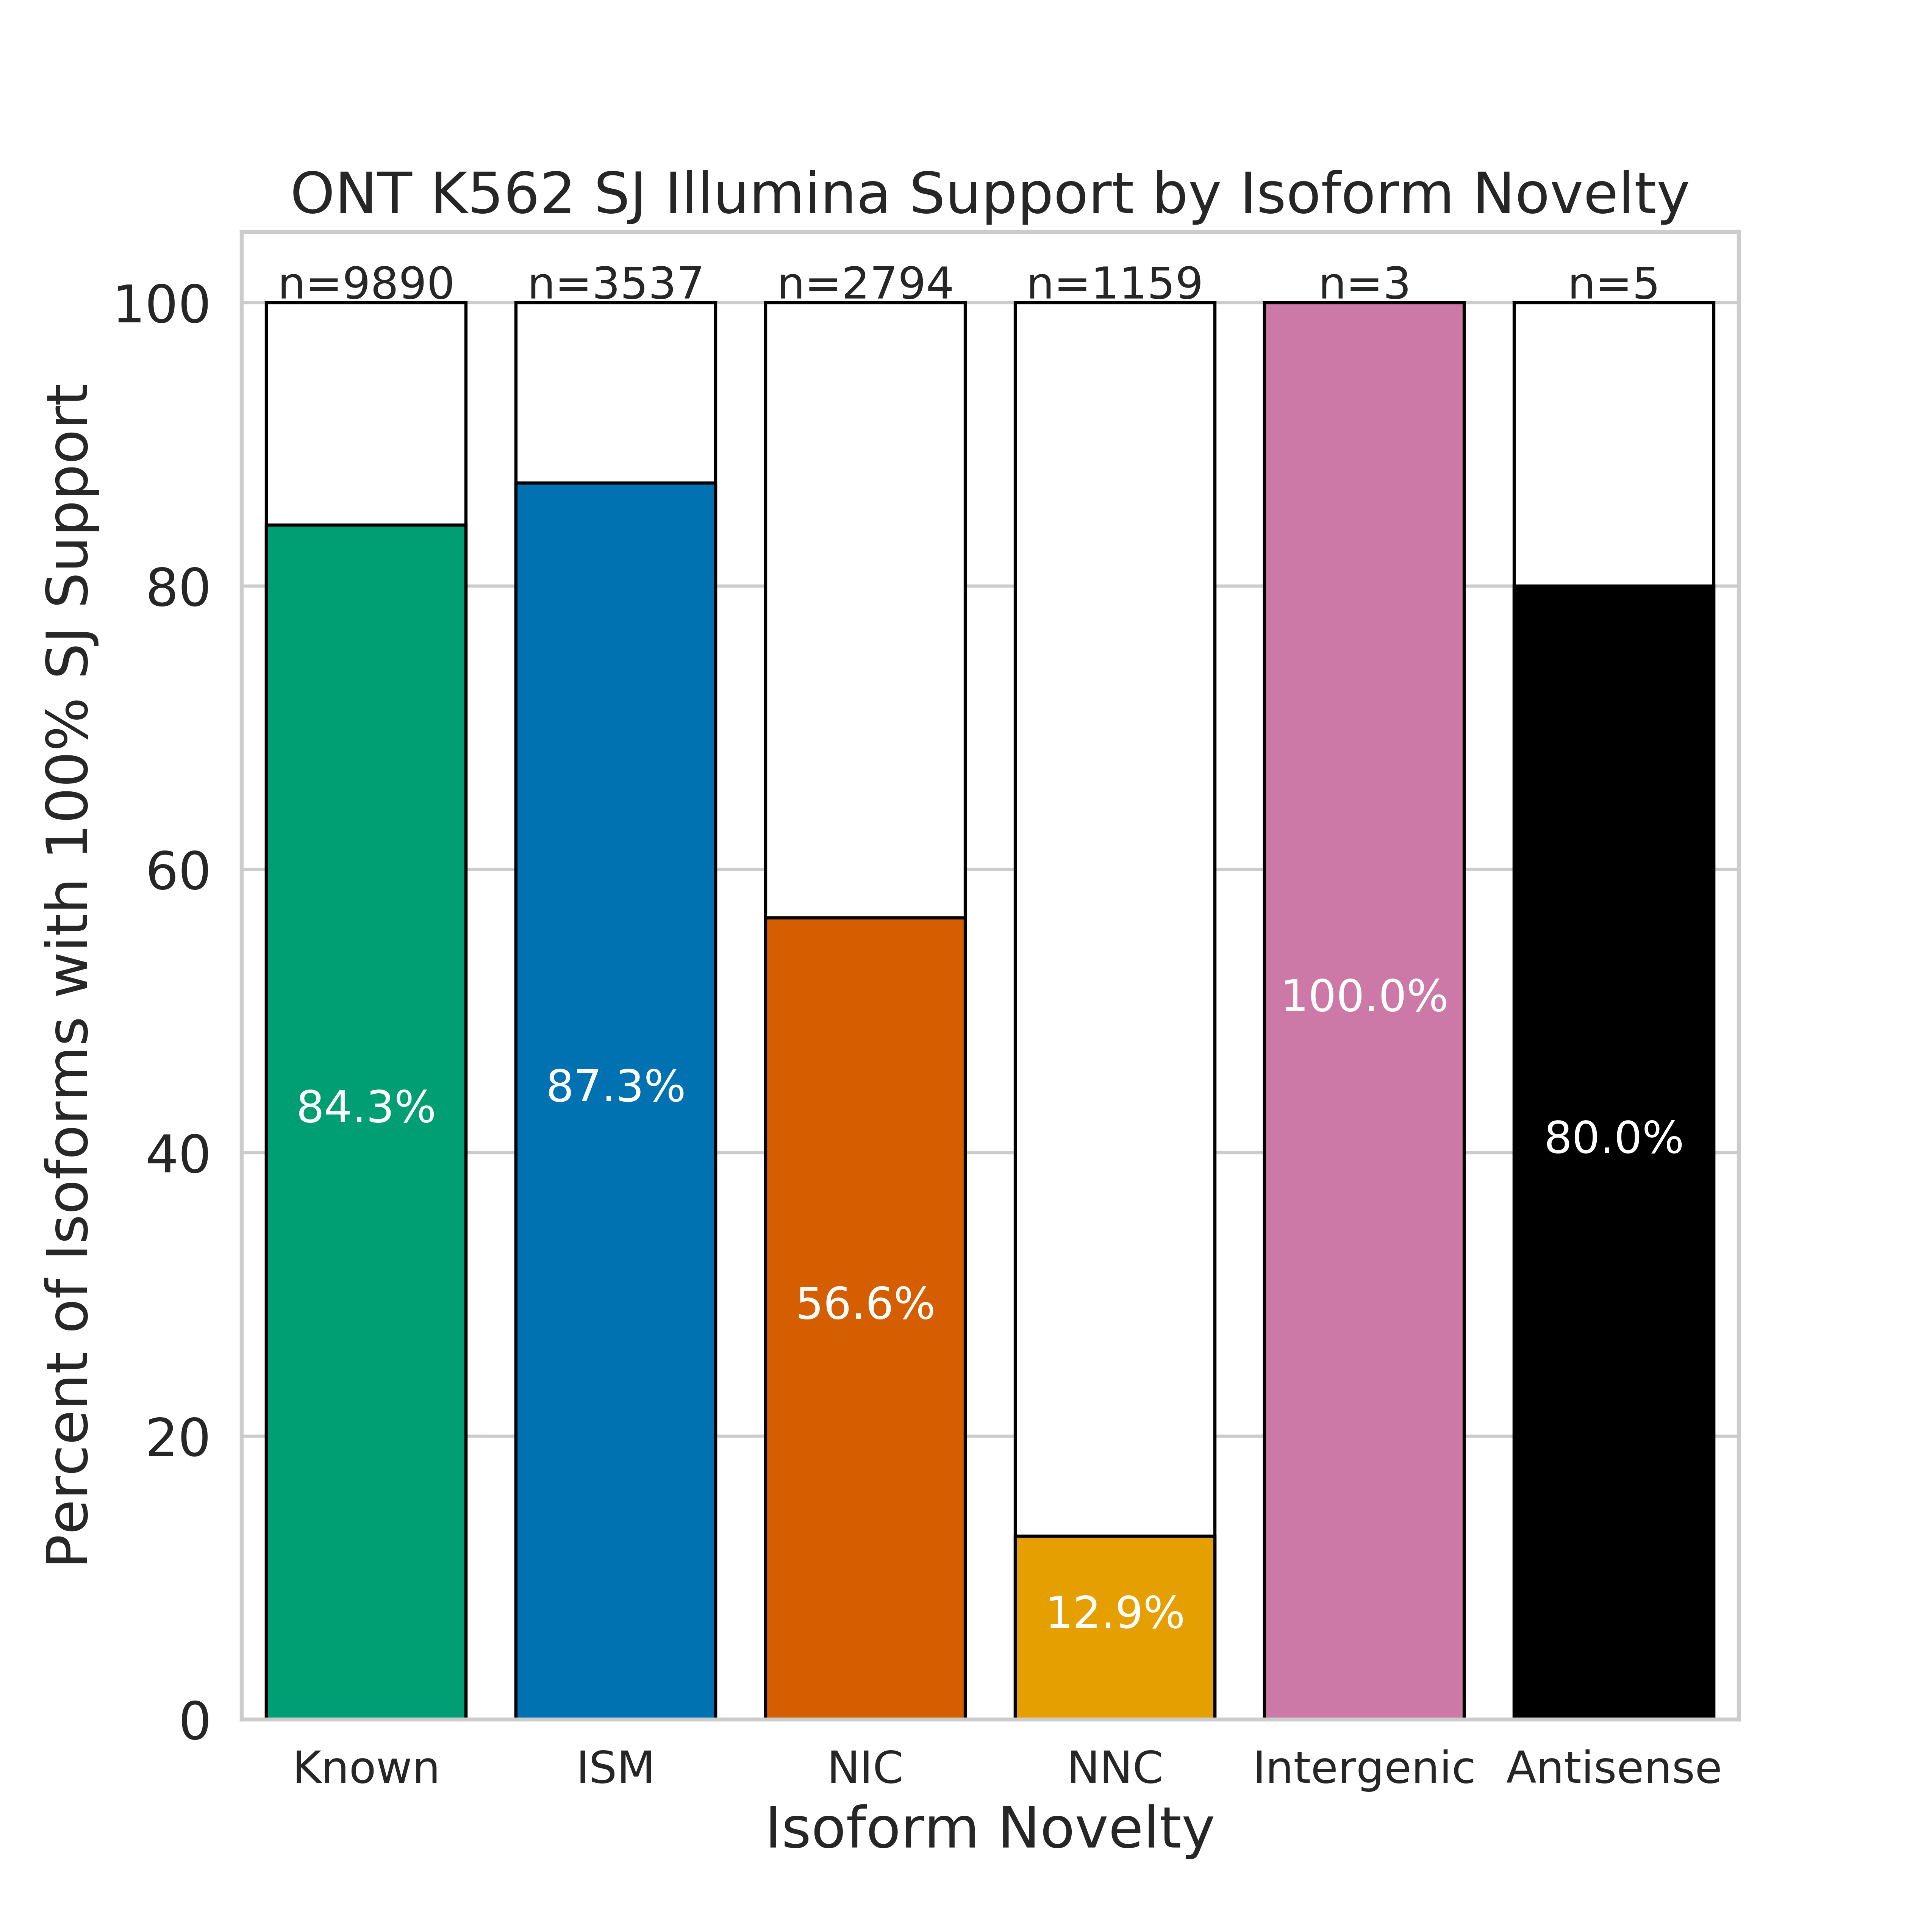 ONT K562 SJ Illumina Support by Isoform Novelty
n=9890 n=3537 n=2794 n=1159 n=3 n=5
100
80
60
40
20
0
Percent of Isoforms with 100% SJ Support
84.3%
87.3%
56.6%
12.9%
100.0%
80.0%
Known ISM NIC NNC Intergenic Antisense
Isoform Novelty